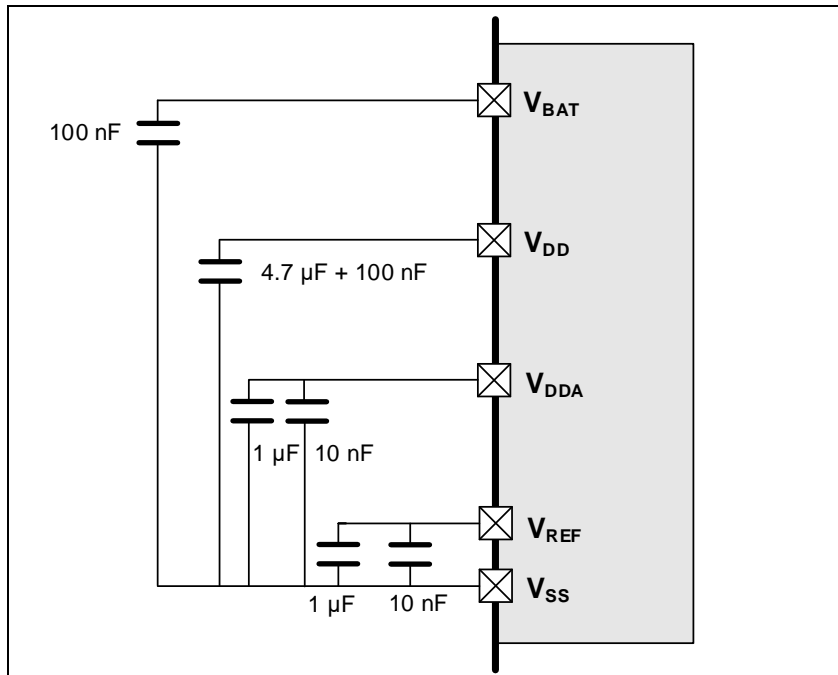 V_BAT
100 nF
V_DD
4.7 µF + 100 nF
V_DDA
1 µF
10 nF
V_REF
V_SS
1 µF
10 nF